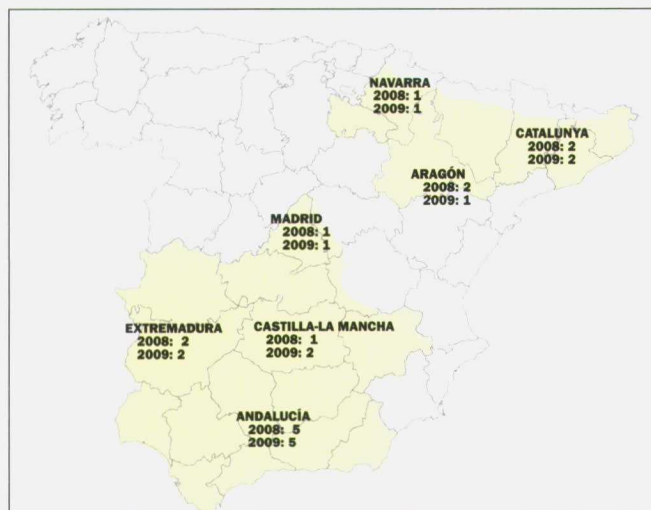 NAVARRA
2008: 1
2009: 1
CATALUNYA
2008: 2
2009: 2
ARAGÓN
2008: 2
2009: 1
MADRID
2008: 1
2009: 1
EXTREMADURA
2008: 2
2009: 2
CASTILLA-LA MANCHA
2008: 1
2009: 2
ANDALUCÍA
2008: 5
2009: 5